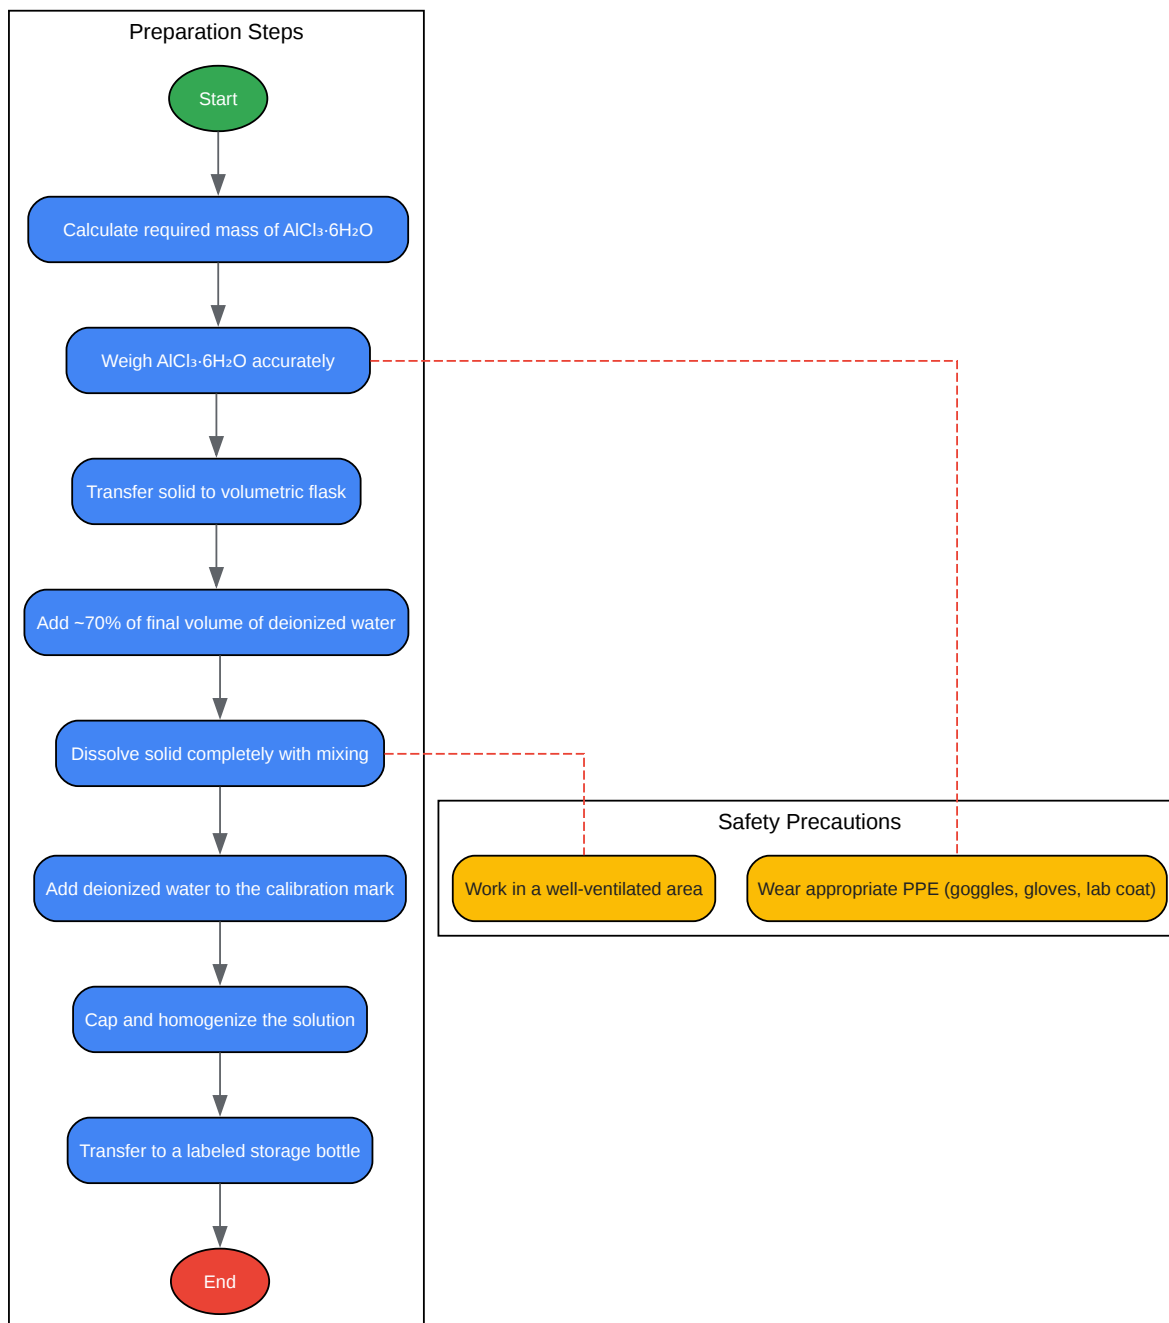 Preparation Steps
Start
Calculate required mass of AlCl₃·6H₂O
Weigh AlCl₃·6H₂O accurately
Transfer solid to volumetric flask
Add ~70% of final volume of deionized water
Dissolve solid completely with mixing
Add deionized water to the calibration mark
Cap and homogenize the solution
Transfer to a labeled storage bottle
End
Safety Precautions
Work in a well-ventilated area
Wear appropriate PPE (goggles, gloves, lab coat)